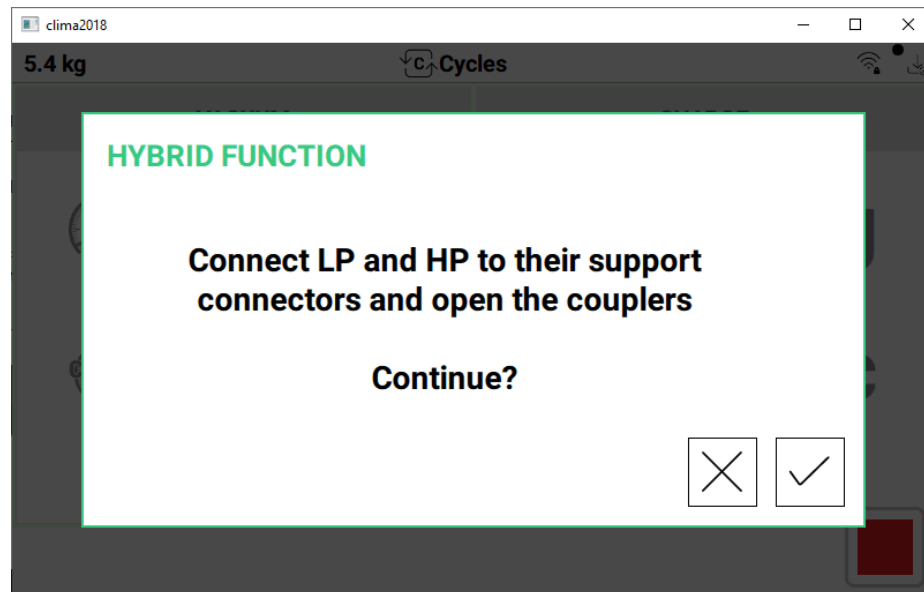 clima2018
5.4 kg
C Cycles
HYBRID FUNCTION
Connect LP and HP to their support
connectors and open the couplers
Continue?